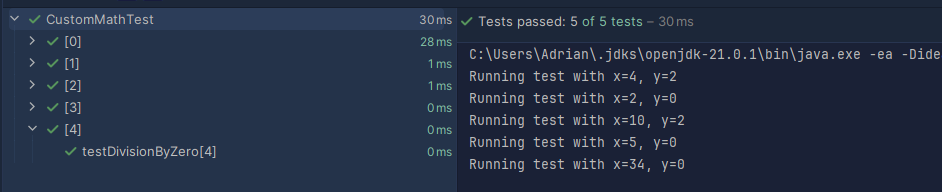 CustomMathTest 30 ms
[0] 28 ms
[1] 1 ms
[2] 1 ms
[3] 0 ms
[4] 0 ms
testDivisionByZero[4] 0 ms
Tests passed: 5 of 5 tests – 30 ms
C:\Users\Adrian\.jdks\openjdk-21.0.1\bin\java.exe -ea -Dide
Running test with x=4, y=2
Running test with x=2, y=0
Running test with x=10, y=2
Running test with x=5, y=0
Running test with x=34, y=0